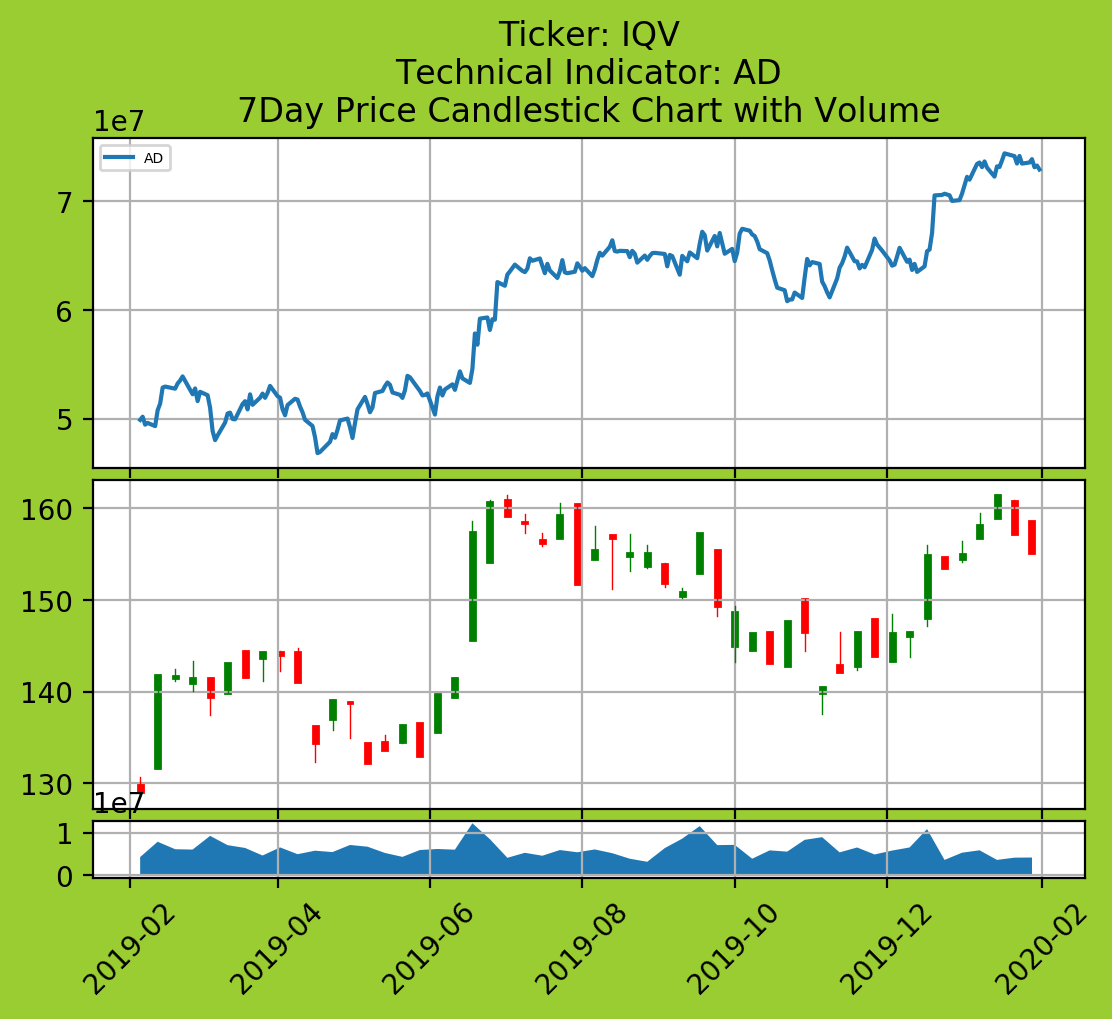 Ticker: IQV
Technical Indicator: AD
7Day Price Candlestick Chart with Volume
1e7
AD
7
6
5
160
150
140
130
1e7
1
0
2019-02
2019-04
2019-06
2019-08
2019-10
2019-12
2020-02